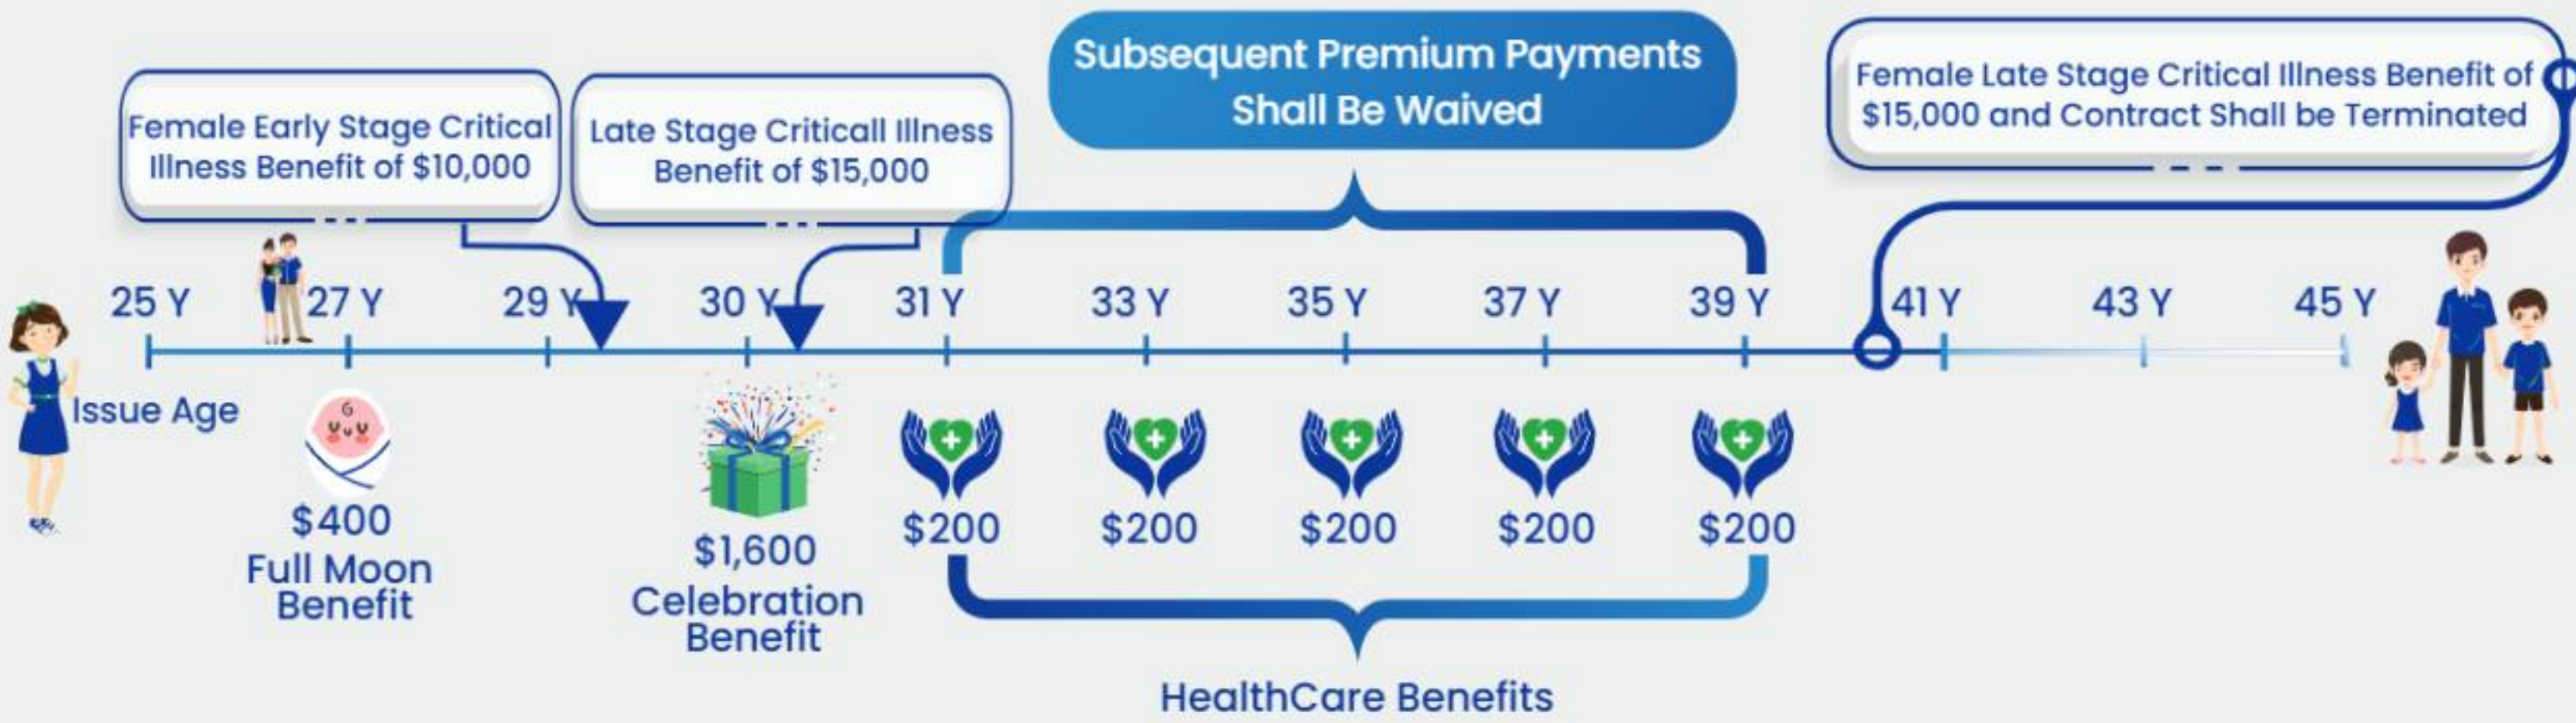 Subsequent Premium Payments
Shall Be Waived
Female Early Stage Critical
Illness Benefit of $10,000
Late Stage Criticall Illness
Benefit of $15,000
Female Late Stage Critical Illness Benefit of
$15,000 and Contract Shall be Terminated
25 Y
27 Y
29 Y
30 Y
31 Y
33 Y
35 Y
37 Y
39 Y
41 Y
43 Y
45 Y
Issue Age
$400
Full Moon
Benefit
$1,600
Celebration
Benefit
$200
$200
$200
$200
$200
HealthCare Benefits